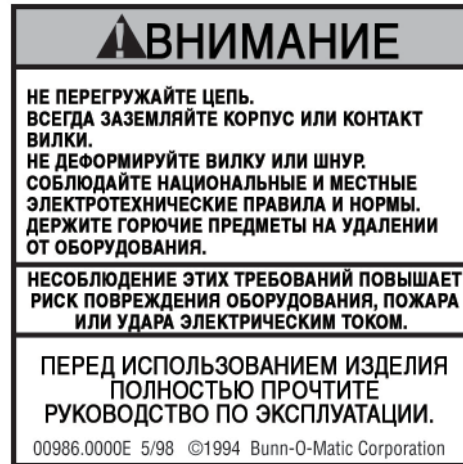 ВНИМАНИЕ
НЕ ПЕРЕГРУЖАЙТЕ ЦЕПЬ.
ВСЕГДА ЗАЗЕМЛЯЙТЕ КОРПУС ИЛИ КОНТАКТ
ВИЛКИ.
НЕ ДЕФОРМИРУЙТЕ ВИЛКУ ИЛИ ШНУР.
СОБЛЮДАЙТЕ НАЦИОНАЛЬНЫЕ И МЕСТНЫЕ
ЭЛЕКТРОТЕХНИЧЕСКИЕ ПРАВИЛА И НОРМЫ.
ДЕРЖИТЕ ГОРЮЧИЕ ПРЕДМЕТЫ НА УДАЛЕНИИ
ОТ ОБОРУДОВАНИЯ.
НЕСОБЛЮДЕНИЕ ЭТИХ ТРЕБОВАНИЙ ПОВЫШАЕТ
РИСК ПОВРЕЖДЕНИЯ ОБОРУДОВАНИЯ, ПОЖАРА
ИЛИ УДАРА ЭЛЕКТРИЧЕСКИМ ТОКОМ.
ПЕРЕД ИСПОЛЬЗОВАНИЕМ ИЗДЕЛИЯ
ПОЛНОСТЬЮ ПРОЧТИТЕ
РУКОВОДСТВО ПО ЭКСПЛУАТАЦИИ.
00986.0000E 5/98 ©1994 Bunn-O-Matic Corporation